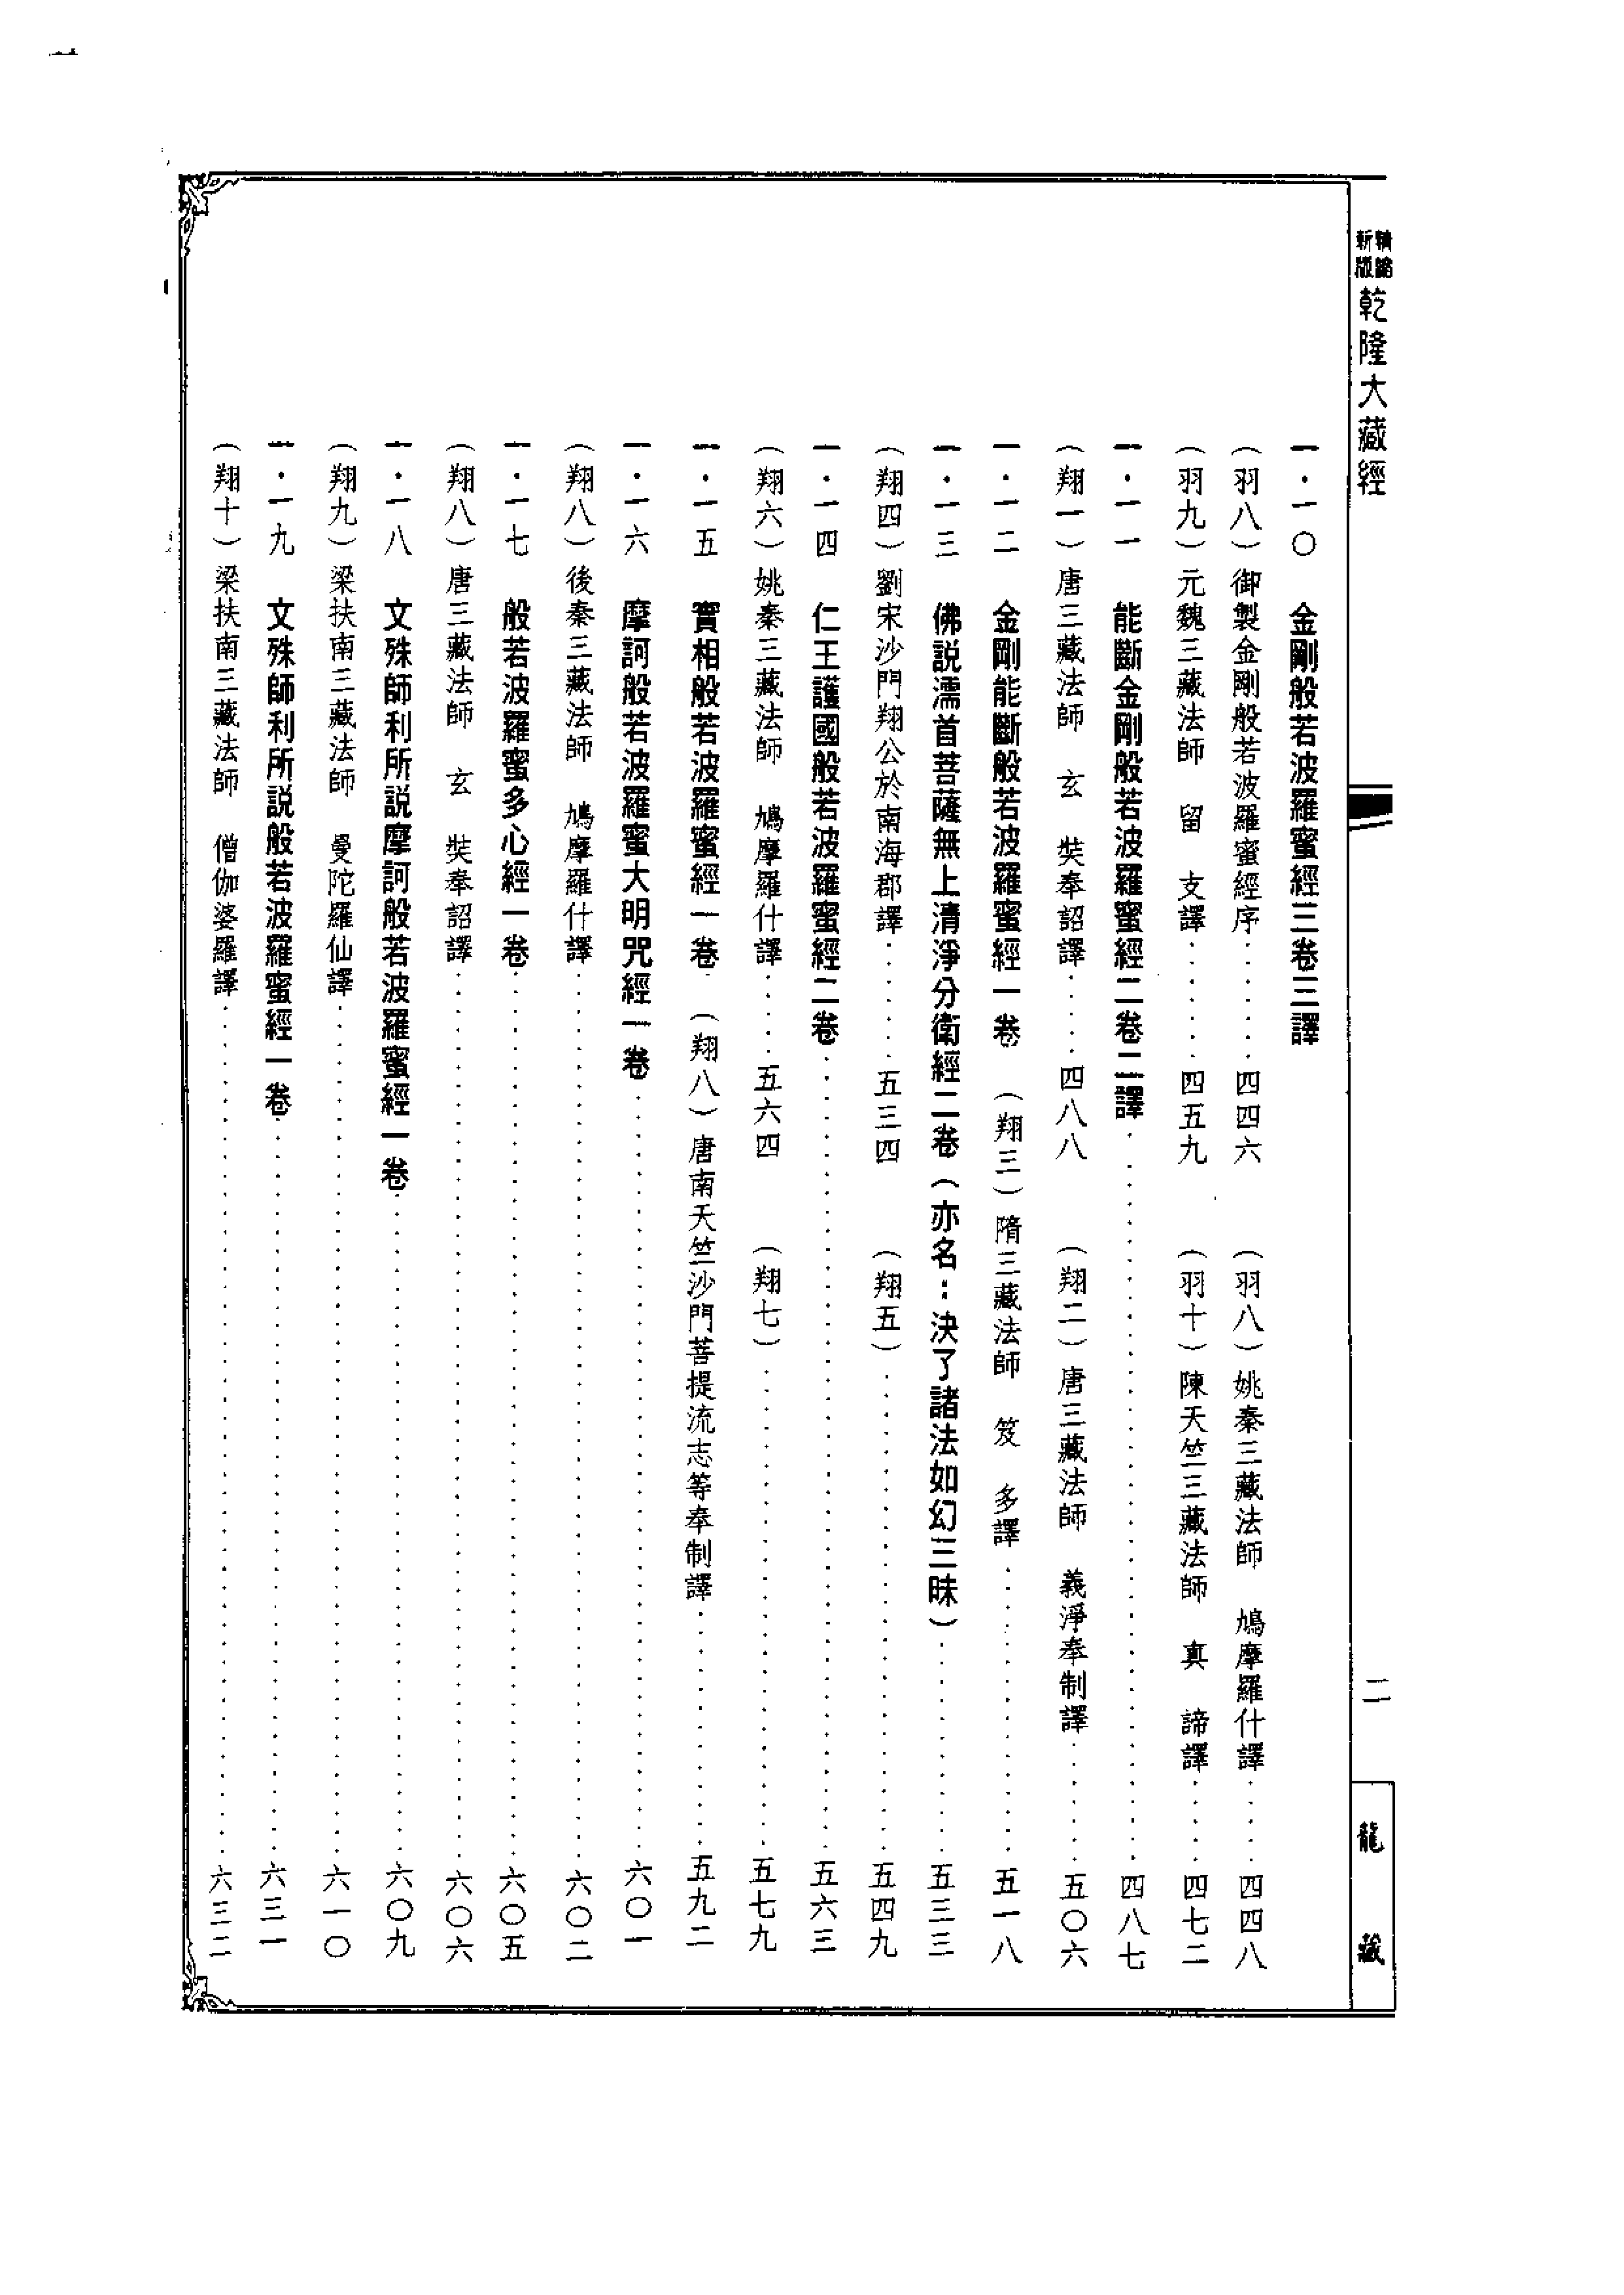 精縮
新版
乾隆大藏經
二
龍藏
一·一〇　金剛般若波羅蜜經三卷三譯
（羽八）御製金剛般若波羅蜜經序·····四四六　（羽八）姚秦三藏法師　鳩摩羅什譯·····四四八
（羽九）元魏三藏法師　留　支譯·····四五九　（羽十）陳天竺三藏法師　真　諦譯·····四七二
一·一一　能斷金剛般若波羅蜜經二卷二譯·····四八七
（翔一）唐三藏法師　玄　奘奉詔譯·····四八八　（翔二）唐三藏法師　義淨奉制譯·····五〇六
一·一二　金剛能斷般若波羅蜜經一卷　（翔三）隋三藏法師　笈　多譯·····五一八
一·一三　佛説濡首菩薩無上清淨分衛經二卷（亦名：決了諸法如幻三昧）·····五三三
（翔四）劉宋沙門翔公於南海郡譯·····五三四　（翔五）·····五四九
一·一四　仁王護國般若波羅蜜經二卷·····五六三
（翔六）姚秦三藏法師　鳩摩羅什譯·····五六四　（翔七）·····五七九
一·一五　實相般若波羅蜜經一卷　（翔八）唐南天竺沙門菩提流志等奉制譯·····五九二
一·一六　摩訶般若波羅蜜大明咒經一卷·····六〇一
（翔八）後秦三藏法師　鳩摩羅什譯·····六〇二
一·一七　般若波羅蜜多心經一卷·····六〇五
（翔八）唐三藏法師　玄　奘奉詔譯·····六〇六
一·一八　文殊師利所説摩訶般若波羅蜜經一卷·····六〇九
（翔九）梁扶南三藏法師　曼陀羅仙譯·····六一〇
一·一九　文殊師利所説般若波羅蜜經一卷·····六三一
（翔十）梁扶南三藏法師　僧伽婆羅譯·····六三二